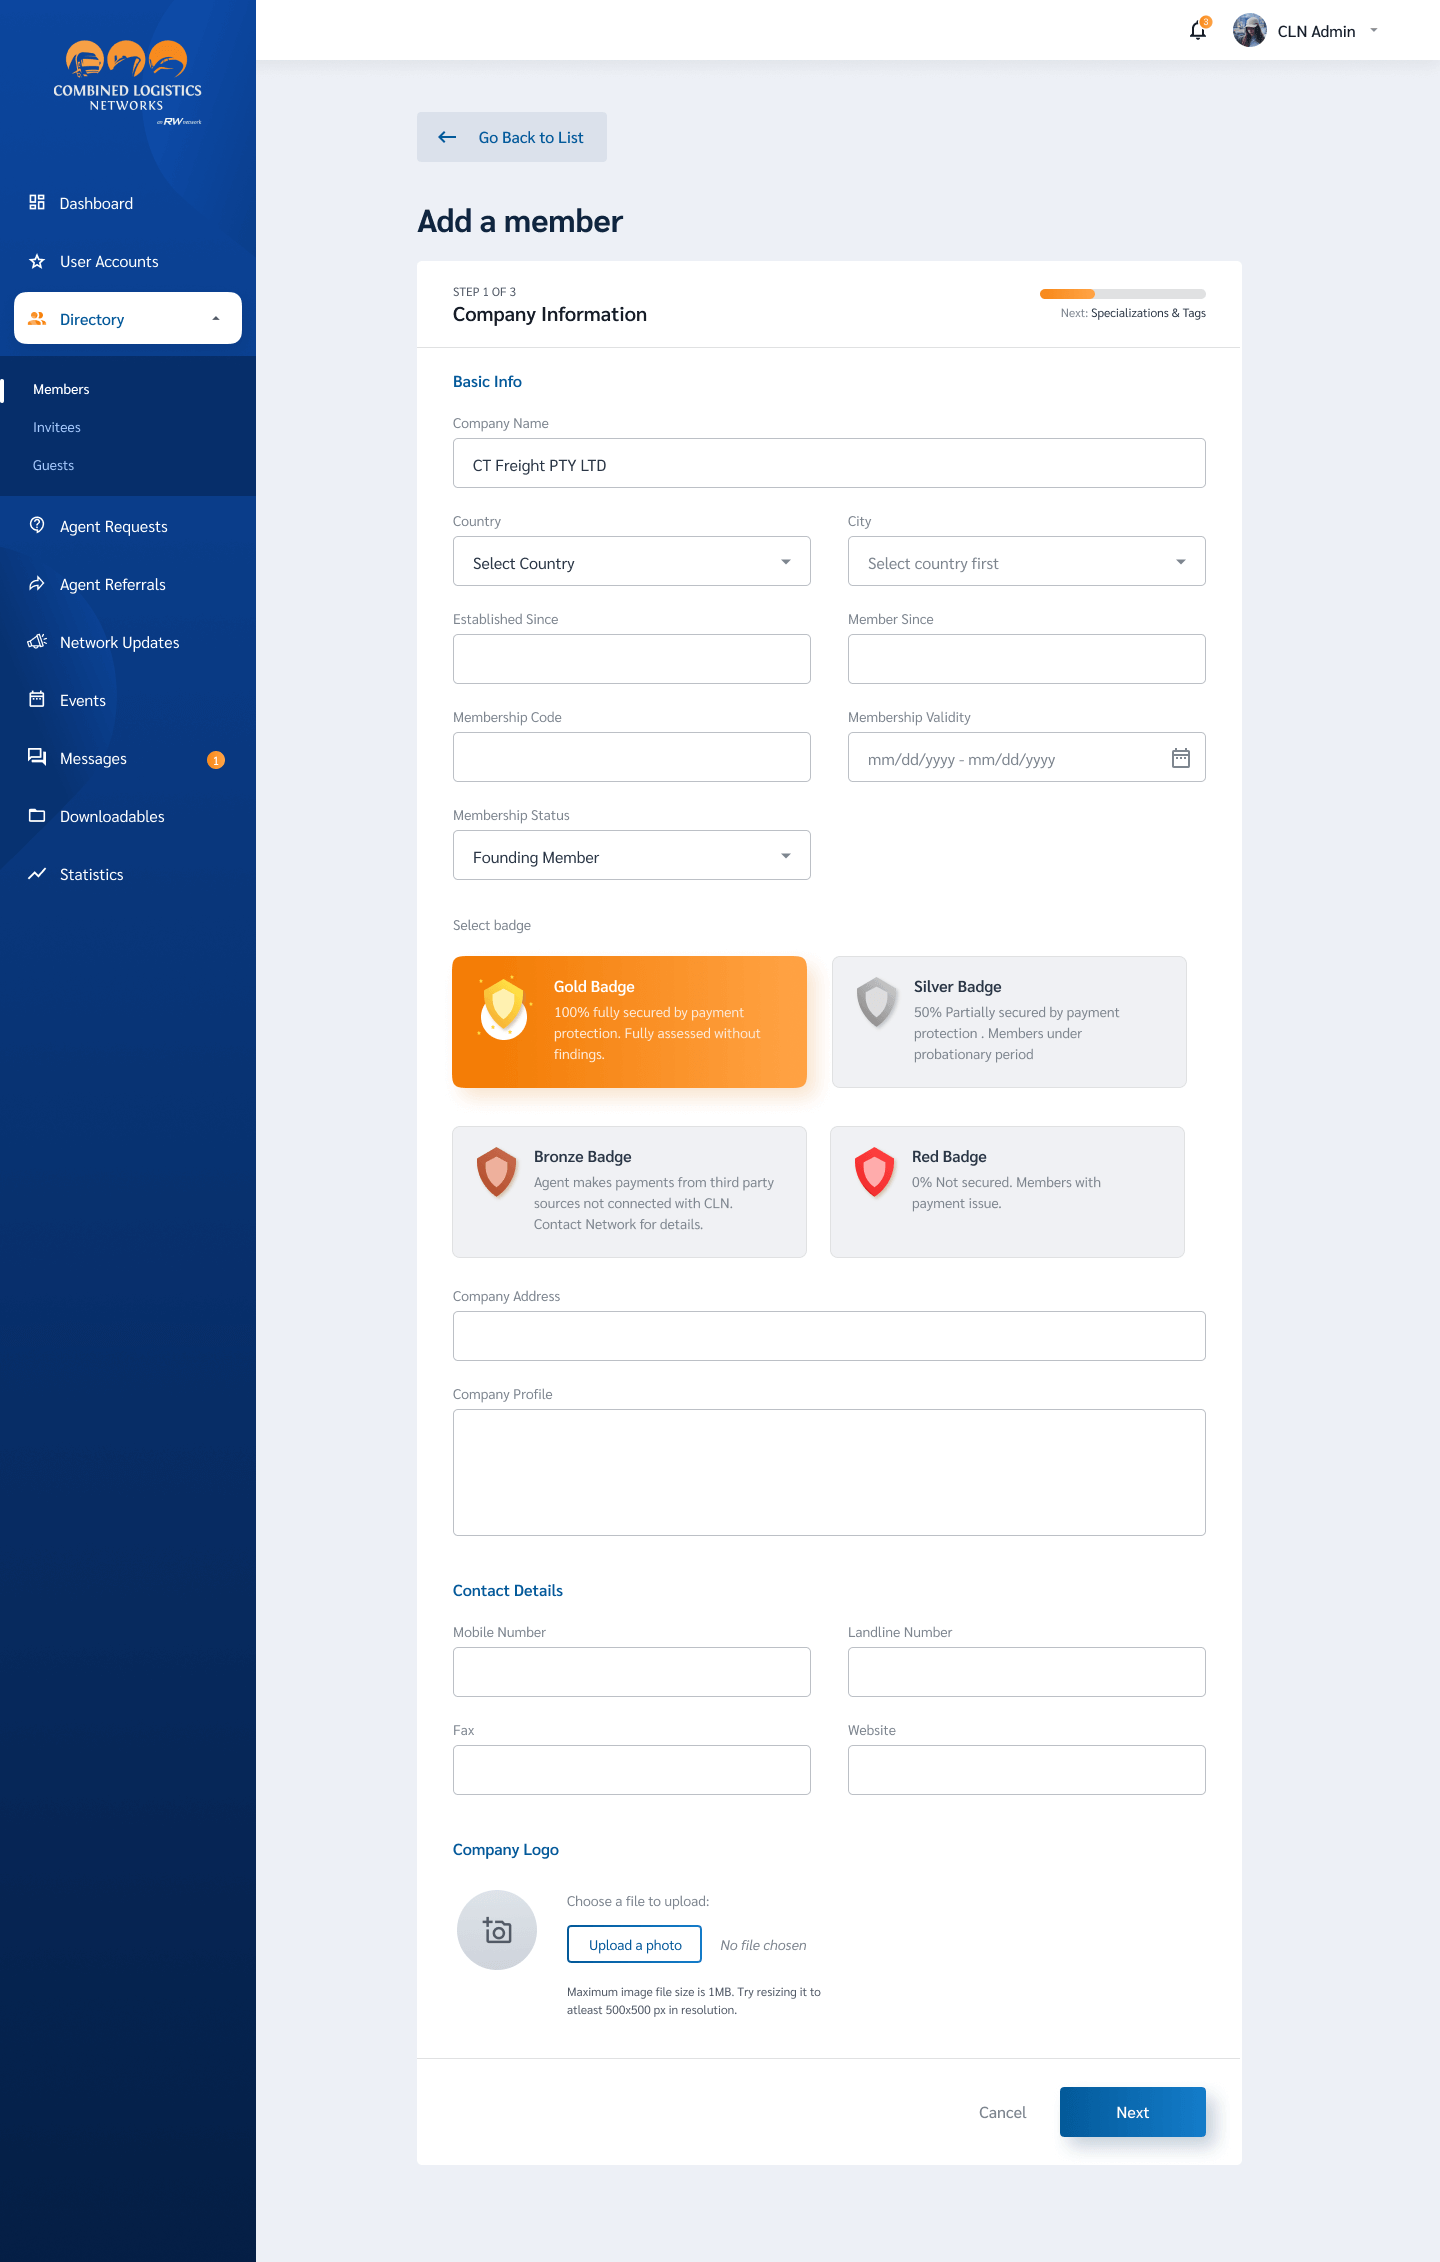 COMBINED LOGISTICS
NETWORKS
an RW network
Dashboard
User Accounts
Directory
Members
Invitees
Guests
Agent Requests
Agent Referrals
Network Updates
Events
Messages
1
Downloadables
Statistics
3
CLN Admin
Go Back to List
Add a member
STEP 1 OF 3
Company Information
Next: Specializations & Tags
Basic Info
Company Name
CT Freight PTY LTD
Country
City
Select Country
Select country first
Established Since
Member Since
Membership Code
Membership Validity
mm/dd/yyyy - mm/dd/yyyy
Membership Status
Founding Member
Select badge
Gold Badge
100% fully secured by payment
protection. Fully assessed without
findings.
Silver Badge
50% Partially secured by payment
protection . Members under
probationary period
Bronze Badge
Agent makes payments from third party
sources not connected with CLN.
Contact Network for details.
Red Badge
0% Not secured. Members with
payment issue.
Company Address
Company Profile
Contact Details
Mobile Number
Landline Number
Fax
Website
Company Logo
Choose a file to upload:
Upload a photo
No file chosen
Maximum image file size is 1MB. Try resizing it to
atleast 500x500 px in resolution.
Cancel
Next